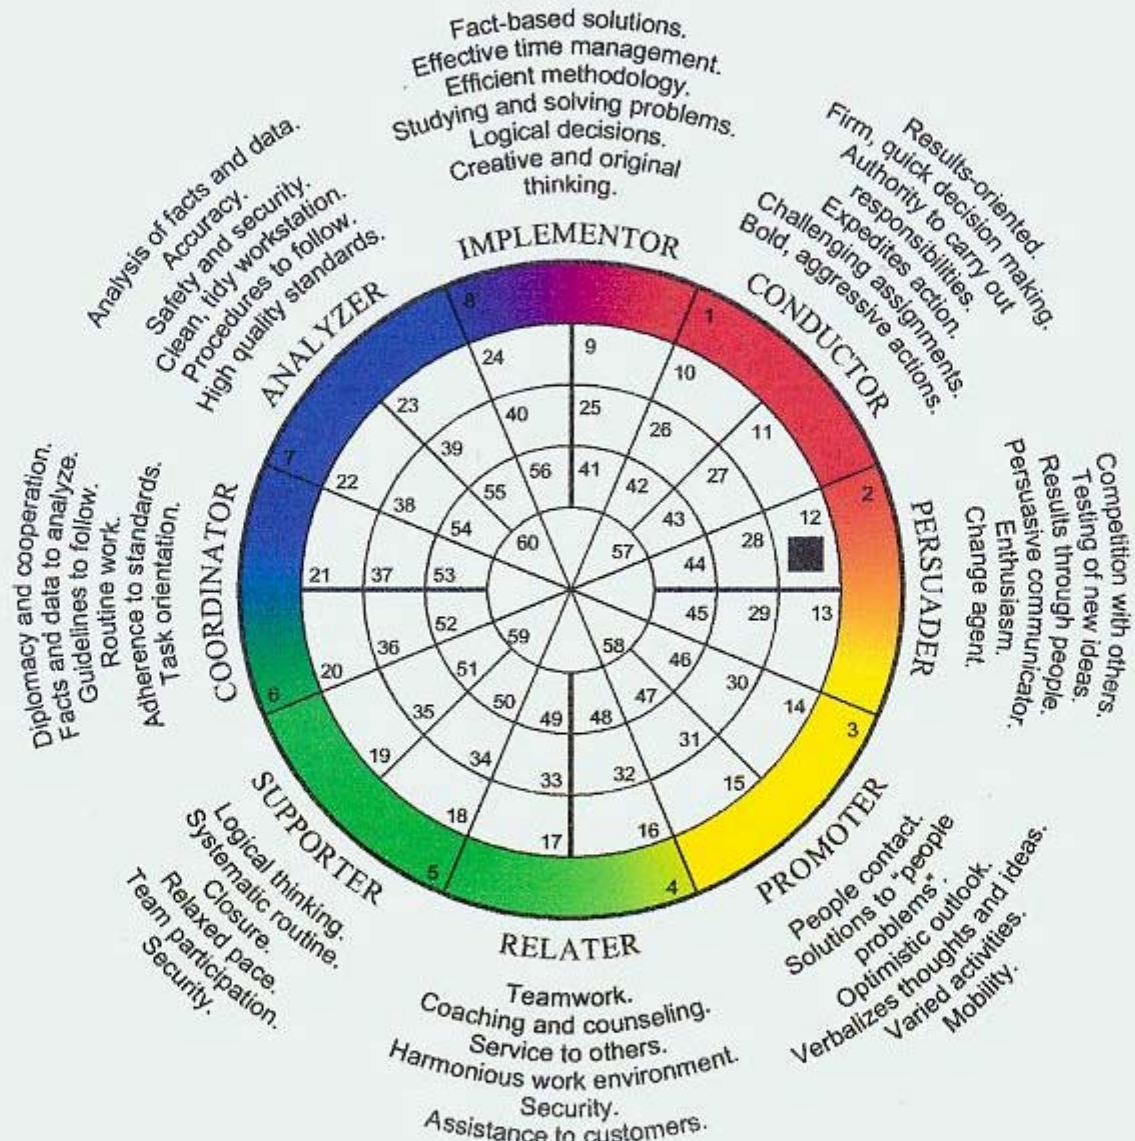 Fact-based solutions.
Effective time management.
Efficient methodology.
Studying and solving problems.
Logical decisions.
Creative and original
thinking.
IMPLEMENTOR
Results-oriented.
Firm, quick decision making.
Authority to carry out
responsibilities.
Expedites action.
Challenging assignments.
Bold, aggressive actions.
CONDUCTOR
Competition with others.
Testing of new ideas.
Results through people.
Persuasive communicator.
Enthusiasm.
Change agent.
PERSUADER
PROMOTER
People contact.
Solutions to "people
problems".
Optimistic outlook.
Verbalizes thoughts and ideas.
Varied activities.
Mobility.
RELATER
Teamwork.
Coaching and counseling.
Service to others.
Harmonious work environment.
Security.
Assistance to customers.
SUPPORTER
Logical thinking.
Systematic routine.
Closure.
Relaxed pace.
Team participation.
Security.
Diplomacy and cooperation.
Facts and data to analyze.
Guidelines to follow.
Routine work.
Adherence to standards.
Task orientation.
COORDINATOR
Analysis of facts and data.
Accuracy.
Safety and security.
Clean, tidy workstation.
Procedures to follow.
High quality standards.
ANALYZER
1
2
3
4
5
6
7
8
9
10
11
12
13
14
15
16
17
18
19
20
21
22
23
24
25
26
27
28
29
30
31
32
33
34
35
36
37
38
39
40
41
42
43
44
45
46
47
48
49
50
51
52
53
54
55
56
57
58
59
60